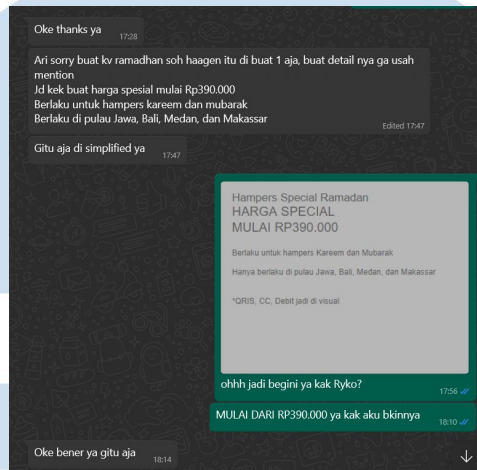 Oke thanks ya
17:28
Ari sorry buat kv ramadhan soh haagen itu di buat 1 aja, buat detail nya ga usah
mention
Jd kek buat harga spesial mulai Rp390.000
Berlaku untuk hampers kareem dan mubarak
Berlaku di pulau Jawa, Bali, Medan, dan Makassar
Edited 17:47
Gitu aja di simplified ya
17:47
Hampers Special Ramadan
HARGA SPECIAL
MULAI RP390.000
Berlaku untuk hampers Kareem dan Mubarak
Hanya berlaku di pulau Jawa, Bali, Medan, dan Makassar
*QRIS, CC, Debit jadi di visual
ohhh jadi begini ya kak Ryko?
17:56
MULAI DARI RP390.000 ya kak aku bkinnya
18:10
Oke bener ya gitu aja
18:14